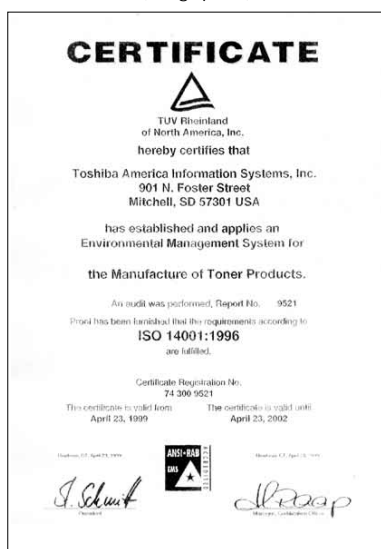 CERTIFICATE
TUV Rheinland
of North America, Inc.
hereby certifies that
Toshiba America Information Systems, Inc.
901 N. Foster Street
Mitchell, SD 57301 USA
has established and applies an
Environmental Management System for
the Manufacture of Toner Products.
An audit was performed, Report No. 9521
Proof has been furnished that the requirements according to
ISO 14001:1996
are fulfilled.
Certificate Registration No.
74 300 9521
The certificate is valid from The certificate is valid until
April 23, 1999 April 23, 2002
ANSI•RAB
EMS
President